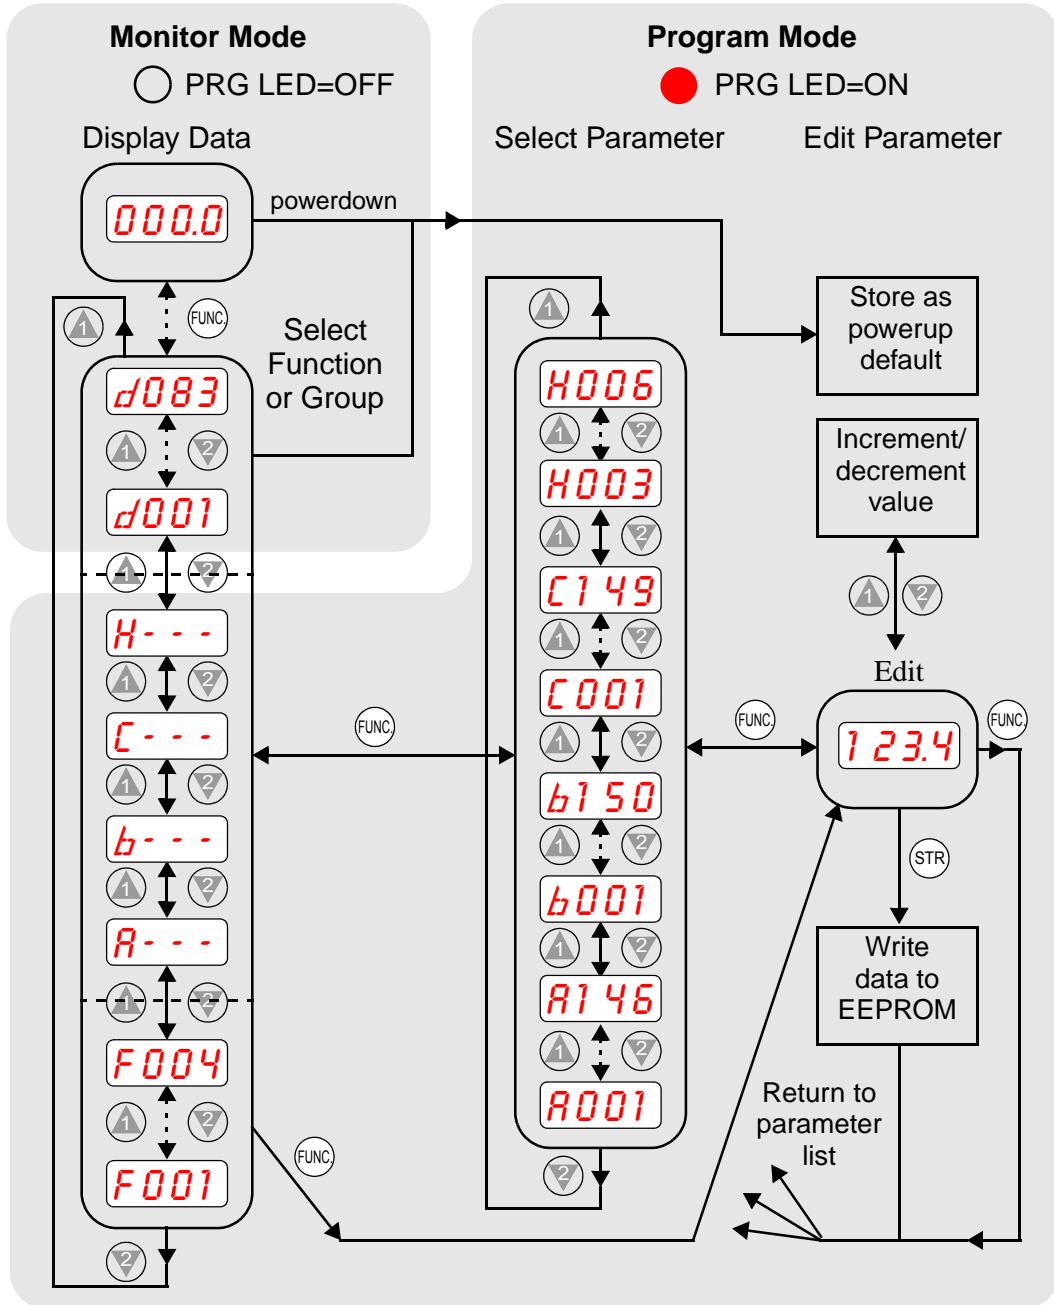 Monitor Mode
PRG LED=OFF
Display Data
000.0
powerdown
FUNC.
1
Select
Function
or Group
d083
1 2
d001
1 2
H---
1 2
C---
1 2
b---
1 2
A---
1 2
F004
1 2
F001
2
FUNC.
FUNC.
Program Mode
PRG LED=ON
Select Parameter
Edit Parameter
1
H006
1 2
H003
1 2
C149
1 2
C001
1 2
b150
1 2
b001
1 2
A146
1 2
A001
2
FUNC.
Store as
powerup
default
Increment/
decrement
value
1 2
Edit
123.4
FUNC.
STR
Write
data to
EEPROM
Return to
parameter
list